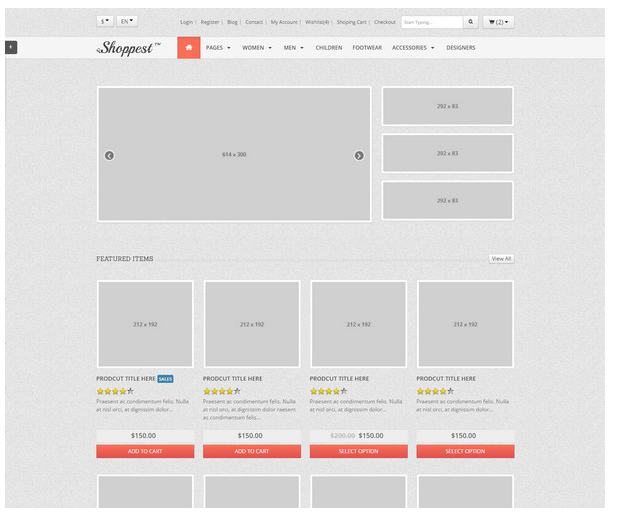 $ EN Login | Register | Blog | Contact | My Account | Wishlist(4) | Shoping Cart | Checkout Start Typing... (2)
+ Shoppest ™ PAGES WOMEN MEN CHILDREN FOOTWEAR ACCESSORIES DESIGNERS
614 x 300
292 x 83
292 x 83
292 x 83
FEATURED ITEMS View All
212 x 192 212 x 192 212 x 192 212 x 192
PRODCUT TITLE HERE SALES PRODCUT TITLE HERE PRODCUT TITLE HERE PRODCUT TITLE HERE
Praesent ac condimentum felis. Nulla
at nisl orci, at dignissim dolor...
Praesent ac condimentum felis. Nulla
at nisl orci, at dignissim dolor raesent
ac condimentum felis...
Praesent ac condimentum felis. Nulla
at nisl orci, at dignissim dolor...
Praesent ac condimentum felis. Nulla
at nisl orci, at dignissim dolor...
$150.00 $150.00 $200.00 $150.00 $150.00
ADD TO CART ADD TO CART SELECT OPTION SELECT OPTION